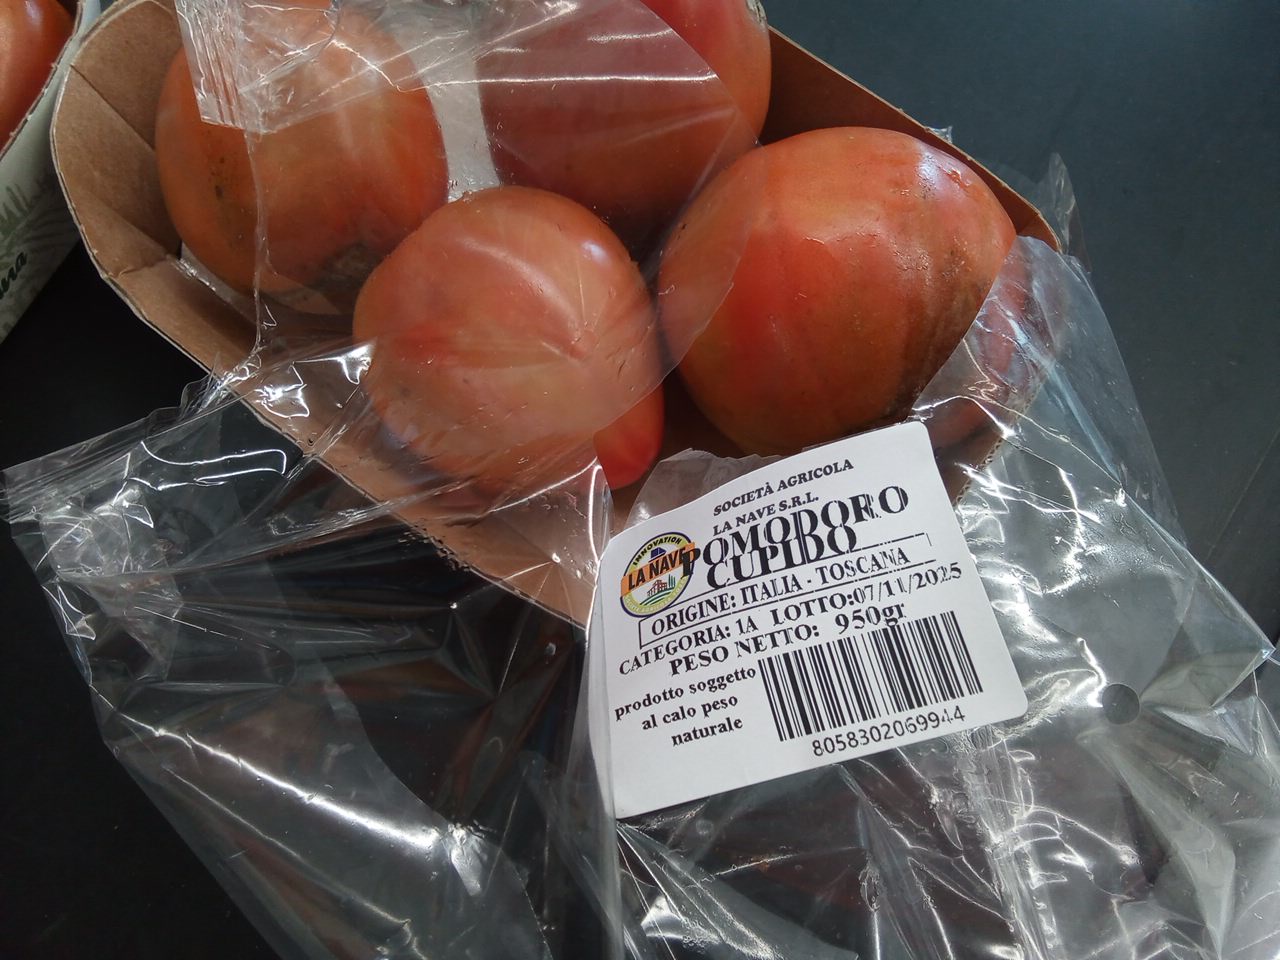 SOCIETÀ AGRICOLA
LA NAVE S.R.L.
POMODORO
CUPIDO
INNOVATION
LA NAVE
ORIGINE: ITALIA - TOSCANA
CATEGORIA: 1A LOTTO:07/11/2025
PESO NETTO: 950gr
prodotto soggetto
al calo peso
naturale
8058302069944